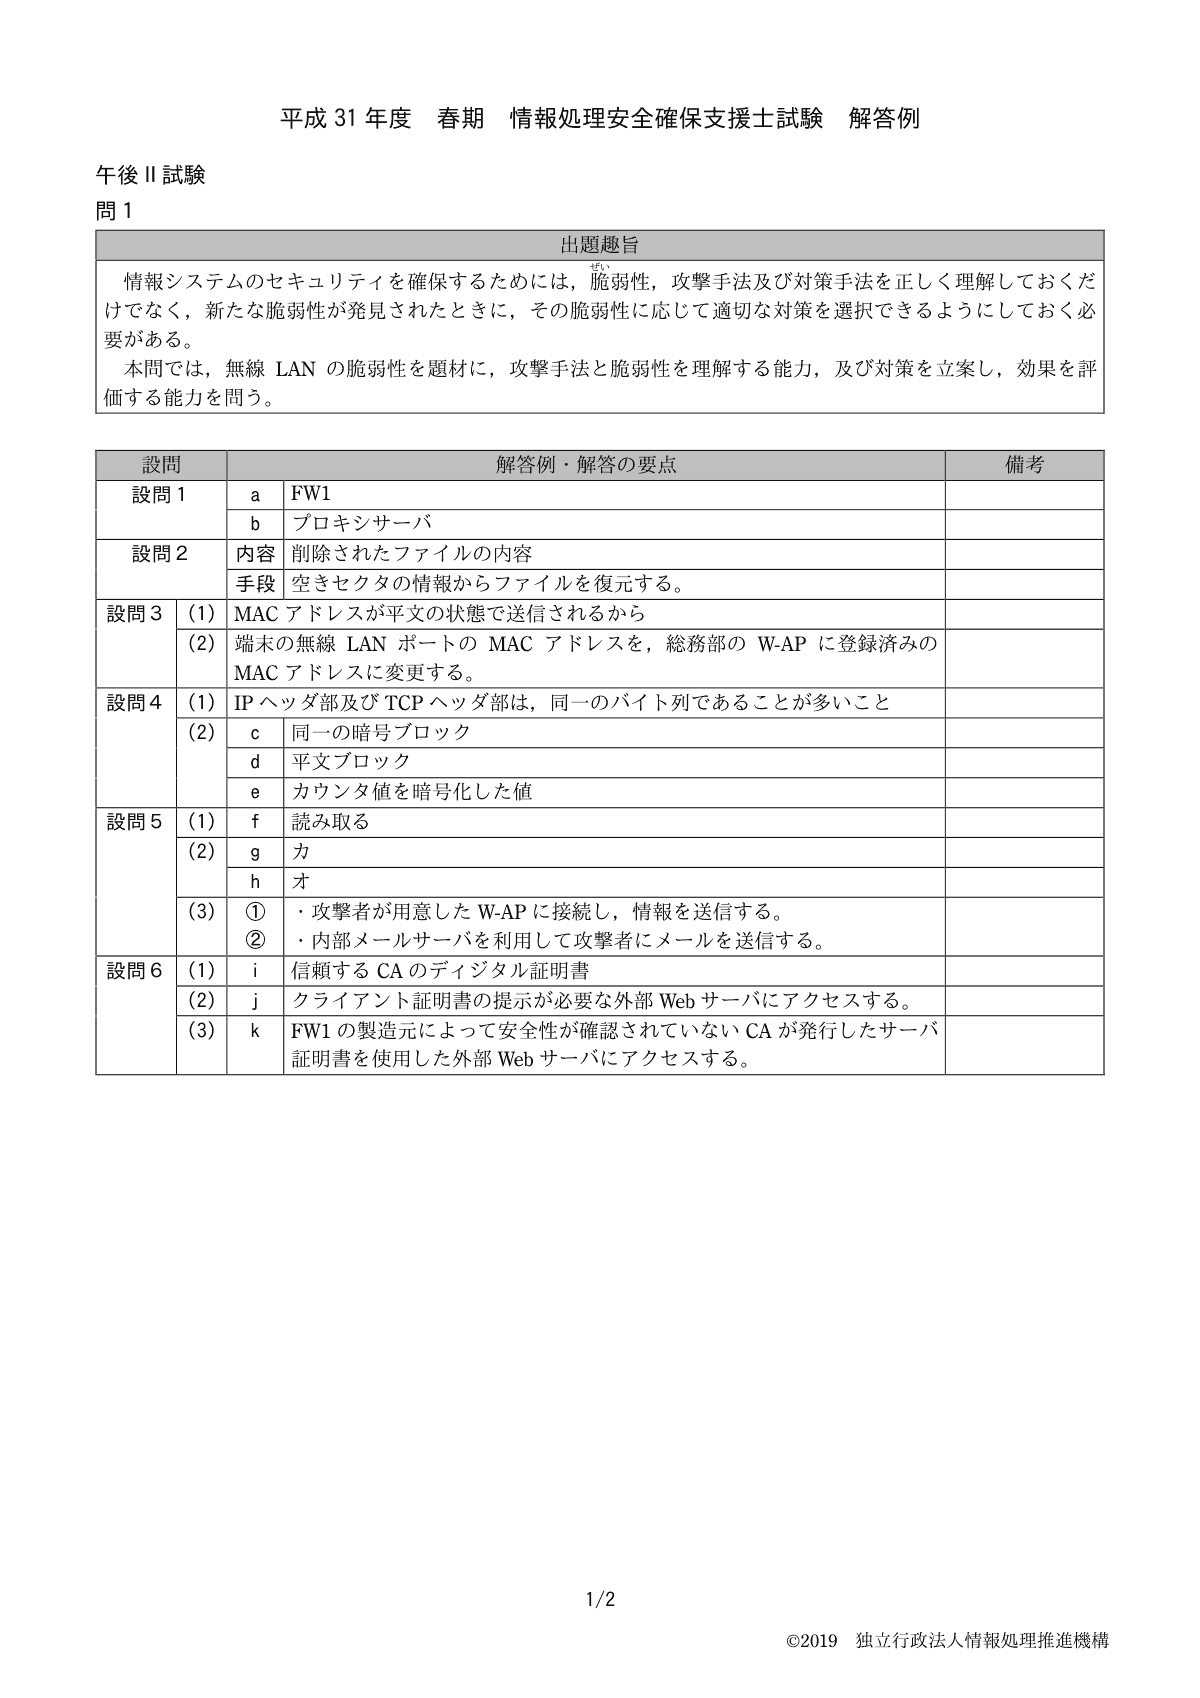 平成 31 年度　春期　情報処理安全確保支援士試験　解答例
午後 II 試験
問 1
出題趣旨
ぜい
情報システムのセキュリティを確保するためには，脆弱性，攻撃手法及び対策手法を正しく理解しておくだ
けでなく，新たな脆弱性が発見されたときに，その脆弱性に応じて適切な対策を選択できるようにしておく必
要がある。
本問では，無線 LAN の脆弱性を題材に，攻撃手法と脆弱性を理解する能力，及び対策を立案し，効果を評
価する能力を問う。
設問 解答例・解答の要点 備考
設問 1 a FW1
b プロキシサーバ
設問 2 内容 削除されたファイルの内容
手段 空きセクタの情報からファイルを復元する。
設問 3 (1) MAC アドレスが平文の状態で送信されるから
(2) 端末の無線 LAN ポートの MAC アドレスを，総務部の W-AP に登録済みの
MAC アドレスに変更する。
設問 4 (1) IP ヘッダ部及び TCP ヘッダ部は，同一のバイト列であることが多いこと
(2) c 同一の暗号ブロック
d 平文ブロック
e カウンタ値を暗号化した値
設問 5 (1) f 読み取る
(2) g カ
h オ
(3) ① ・攻撃者が用意した W-AP に接続し，情報を送信する。
② ・内部メールサーバを利用して攻撃者にメールを送信する。
設問 6 (1) i 信頼する CA のディジタル証明書
(2) j クライアント証明書の提示が必要な外部 Web サーバにアクセスする。
(3) k FW1 の製造元によって安全性が確認されていない CA が発行したサーバ
証明書を使用した外部 Web サーバにアクセスする。
1/2
©2019　独立行政法人情報処理推進機構